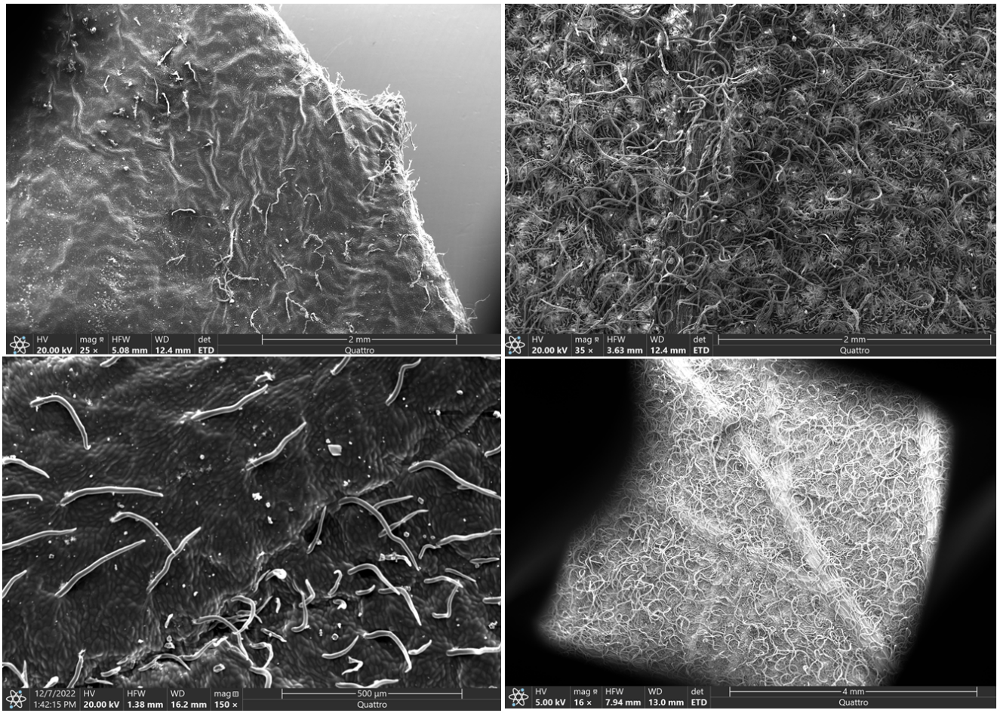 HV mag HFW WD det 2 mm
20.00 kV 25 × 5.08 mm 12.4 mm ETD Quattro
HV mag HFW WD det 2 mm
20.00 kV 35 × 3.63 mm 12.4 mm ETD Quattro
12/7/2022 HV HFW WD mag 500 µm
1:42:15 PM 20.00 kV 1.38 mm 16.2 mm 150 × Quattro
HV mag HFW WD det 4 mm
5.00 kV 16 × 7.94 mm 13.0 mm ETD Quattro